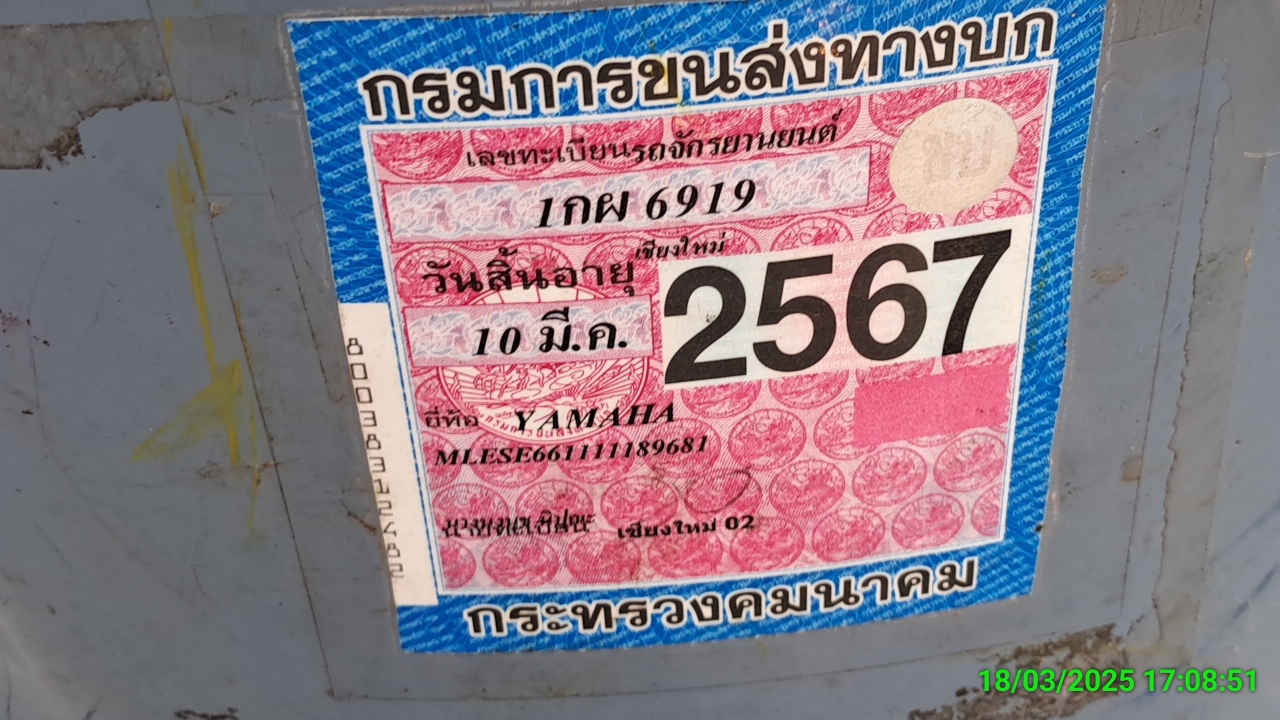 กรมการขนส่งทางบก
เลขทะเบียนรถจักรยานยนต์
1กผ 6919
เชียงใหม่
วันสิ้นอายุ
2567
10 มี.ค.
ยี่ห้อ YAMAHA
MLESE661111189681
เชียงใหม่ 02
กระทรวงคมนาคม
18/03/2025 17:08:51